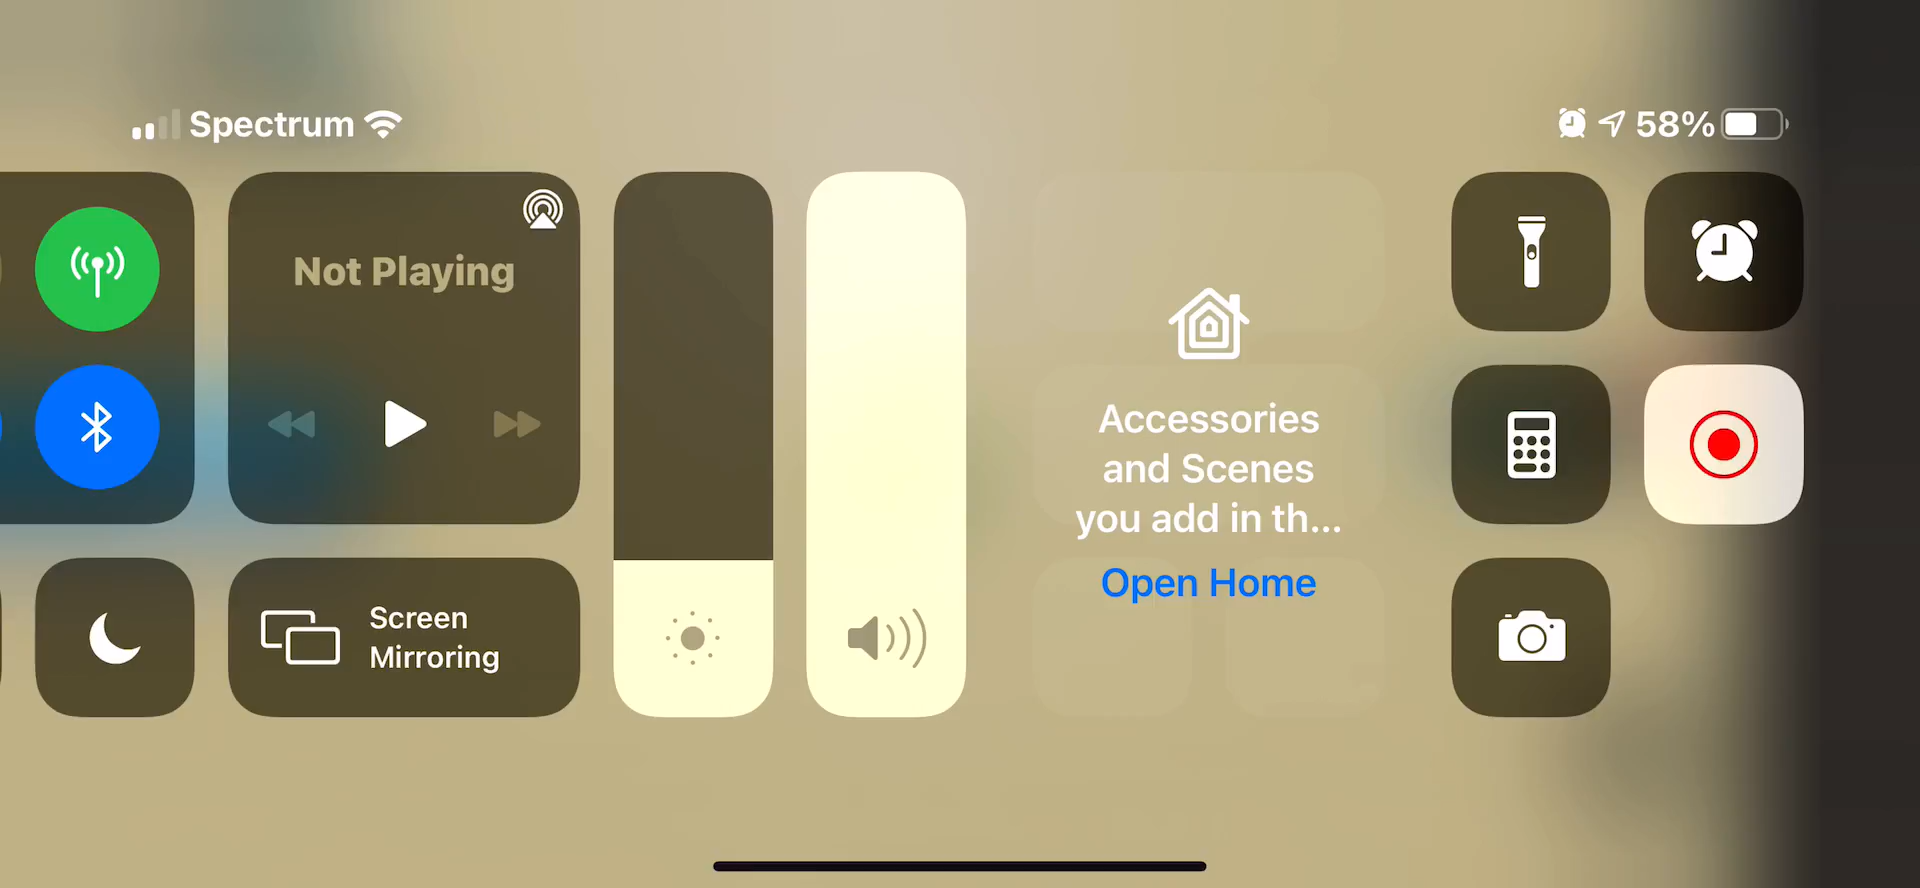 Spectrum
58%
Not Playing
Screen
Mirroring
Accessories
and Scenes
you add in th...
Open Home